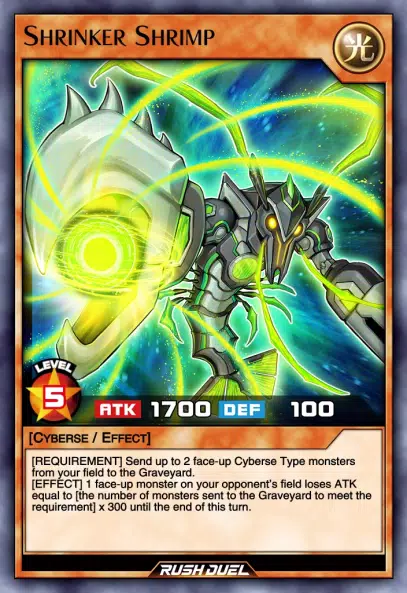 SHRINKER SHRIMP
光
LEVEL
5
ATK 1700 DEF 100
[CYBERSE / EFFECT]
[REQUIREMENT] Send up to 2 face-up Cyberse Type monsters
from your field to the Graveyard.
[EFFECT] 1 face-up monster on your opponent's field loses ATK
equal to [the number of monsters sent to the Graveyard to meet the
requirement] x 300 until the end of this turn.
RUSH DUEL